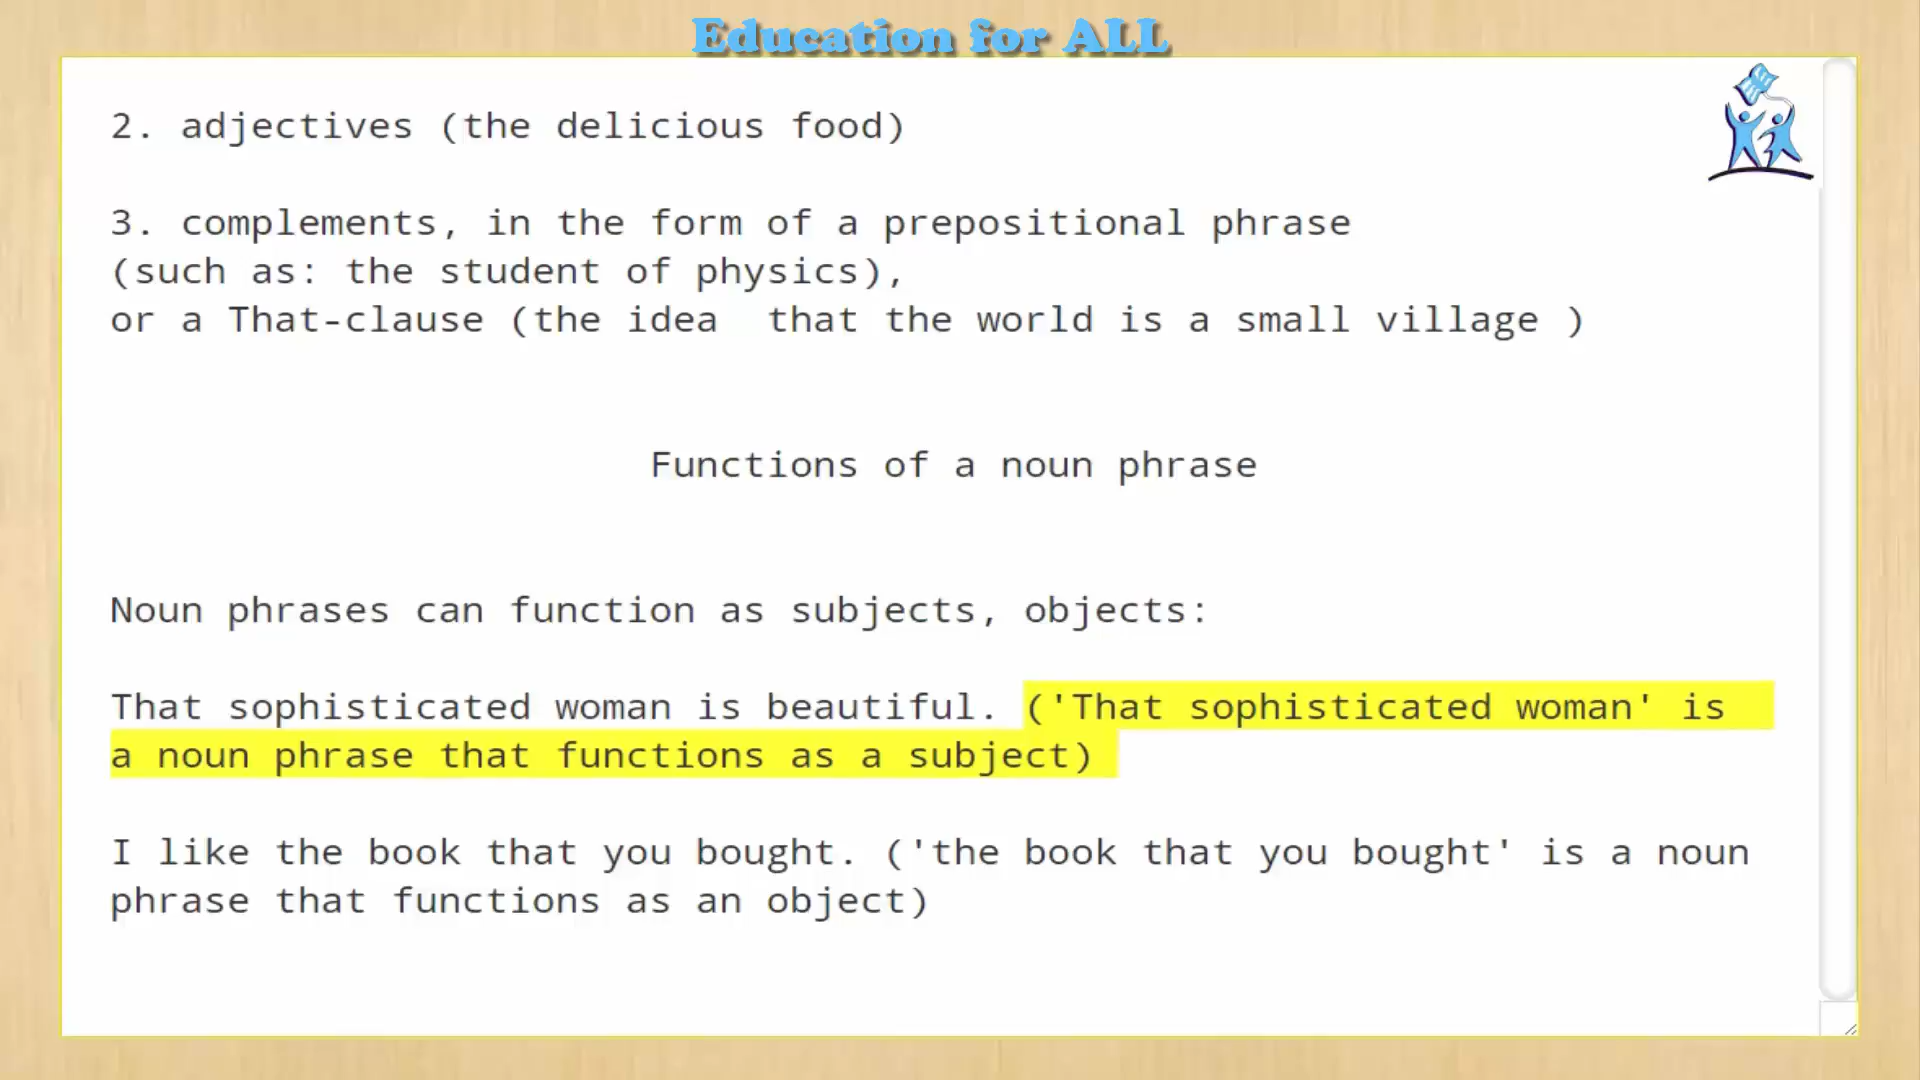 Education for ALL
2. adjectives (the delicious food)
3. complements, in the form of a prepositional phrase
(such as: the student of physics),
or a That-clause (the idea  that the world is a small village )
Functions of a noun phrase
Noun phrases can function as subjects, objects:
That sophisticated woman is beautiful. ('That sophisticated woman' is
a noun phrase that functions as a subject)
I like the book that you bought. ('the book that you bought' is a noun
phrase that functions as an object)